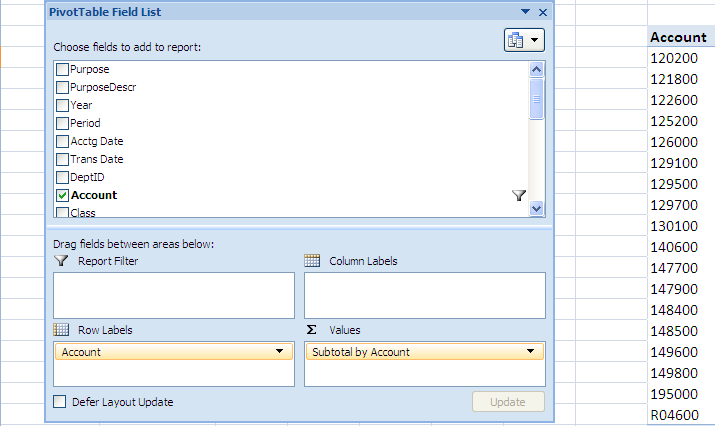 PivotTable Field List
Choose fields to add to report:
Purpose
PurposeDescr
Year
Period
Acctg Date
Trans Date
DeptID
Account
Class
Drag fields between areas below:
Report Filter
Column Labels
Row Labels
Σ Values
Account
Subtotal by Account
Defer Layout Update
Update
Account
120200
121800
122600
125200
126000
129100
129500
129700
130100
140600
147700
147900
148400
148500
149600
149800
195000
R04600